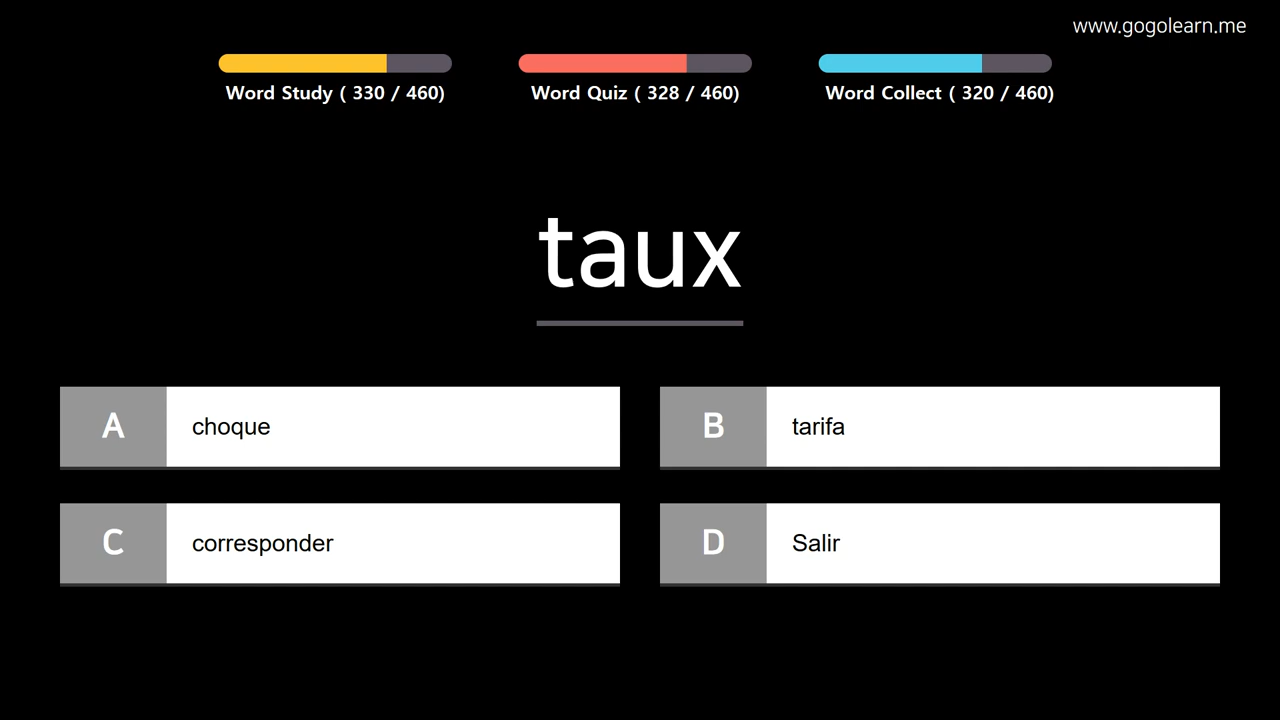 www.gogolearn.me
Word Study ( 330 / 460)
Word Quiz ( 328 / 460)
Word Collect ( 320 / 460)
taux
A choque
B tarifa
C corresponder
D Salir